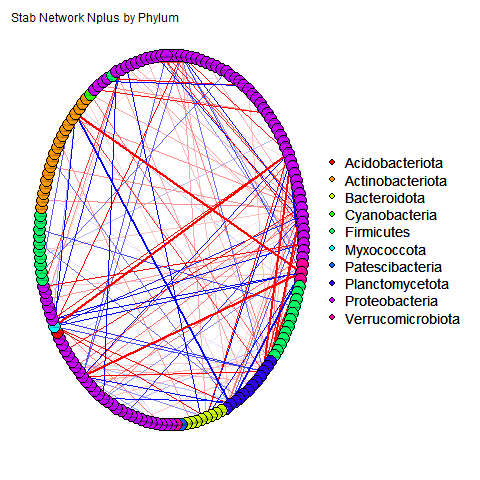 Stab Network Nplus by Phylum
Acidobacteriota
Actinobacteriota
Bacteroidota
Cyanobacteria
Firmicutes
Myxococcota
Patescibacteria
Planctomycetota
Proteobacteria
Verrucomicrobiota